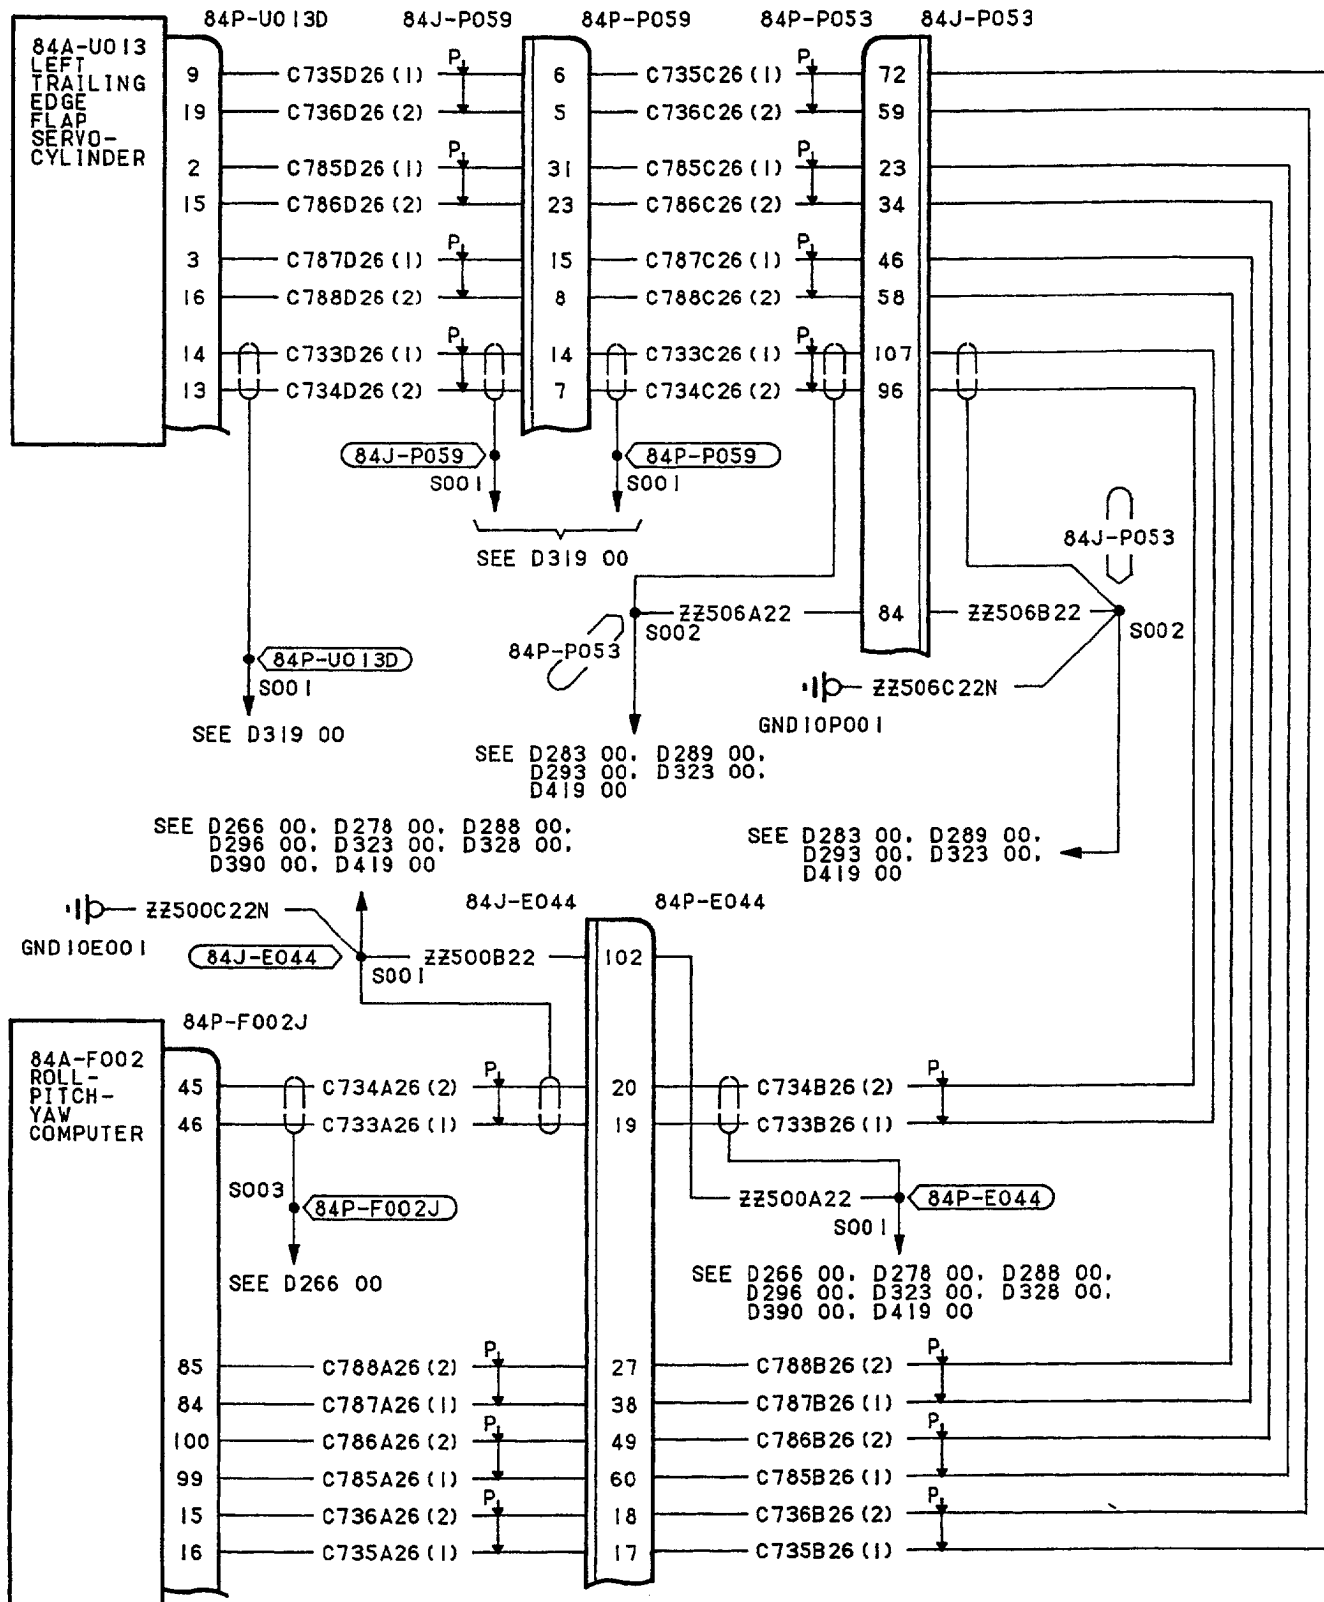 84P-U013D 84J-P059 84P-P059 84P-P053 84J-P053
84A-U013
LEFT
TRAILING
EDGE
FLAP
SERVO-
CYLINDER
9 C735D26(1) P 6 C735C26(1) P 72
19 C736D26(2) 5 C736C26(2) 59
2 C785D26(1) P 31 C785C26(1) P 23
15 C786D26(2) 23 C786C26(2) 34
3 C787D26(1) P 15 C787C26(1) P 46
16 C788D26(2) 8 C788C26(2) 58
14 C733D26(1) P 14 C733C26(1) P 107
13 C734D26(2) 7 C734C26(2) 96
84J-P059 84P-P059
S001 S001
84J-P053
SEE D319 00
ZZ506A22 84 ZZ506B22
S002 S002
84P-P053
84P-U013D
S001
ZZ506C22N
GND10P001
SEE D319 00
SEE D283 00, D289 00,
D293 00, D323 00,
D419 00
SEE D266 00, D278 00, D288 00,
D296 00, D323 00, D328 00,
D390 00, D419 00
SEE D283 00, D289 00,
D293 00, D323 00,
D419 00
84J-E044 84P-E044
ZZ500C22N
GND10E001
84J-E044 ZZ500B22 102
S001
84P-F002J
84A-F002
ROLL-
PITCH-
YAW
COMPUTER
45 C734A26(2) P 20 C734B26(2) P
46 C733A26(1) 19 C733B26(1)
S003
84P-F002J
ZZ500A22 84P-E044
S001
SEE D266 00
SEE D266 00, D278 00, D288 00,
D296 00, D323 00, D328 00,
D390 00, D419 00
85 C788A26(2) P 27 C788B26(2) P
84 C787A26(1) 38 C787B26(1)
100 C786A26(2) P 49 C786B26(2) P
99 C785A26(1) 60 C785B26(1)
15 C736A26(2) P 18 C736B26(2) P
16 C735A26(1) 17 C735B26(1)